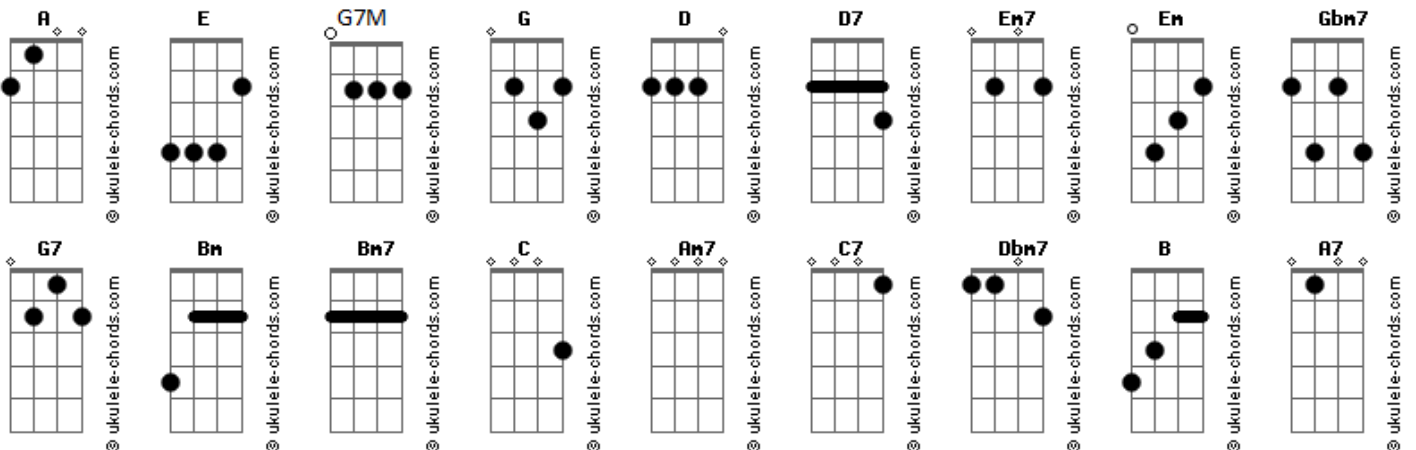 A E G7M G D D7 Em7 Em Gbm7
© ukulele-chords.com © ukulele-chords.com © ukulele-chords.com © ukulele-chords.com © ukulele-chords.com © ukulele-chords.com © ukulele-chords.com © ukulele-chords.com © ukulele-chords.com
G7 Bm Bm7 C Am7 C7 Dbm7 B A7
© ukulele-chords.com © ukulele-chords.com © ukulele-chords.com © ukulele-chords.com © ukulele-chords.com © ukulele-chords.com © ukulele-chords.com © ukulele-chords.com © ukulele-chords.com